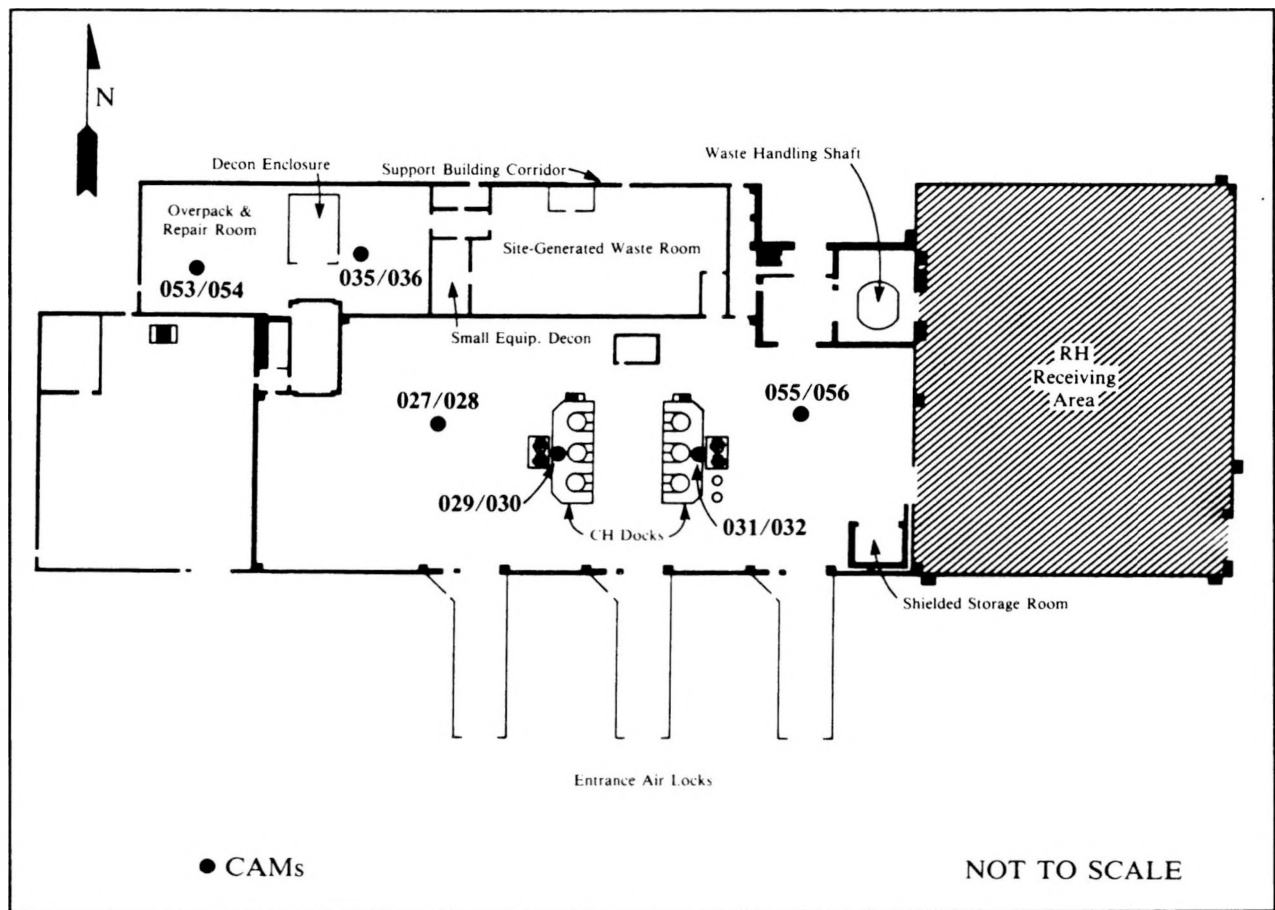 N
Decon Enclosure
Support Building Corridor
Waste Handling Shaft
Overpack &
Repair Room
Site-Generated Waste Room
053/054
035/036
Small Equip. Decon
RH
Receiving
Area
027/028
055/056
029/030
031/032
CH Docks
Shielded Storage Room
Entrance Air Locks
CAMs
NOT TO SCALE